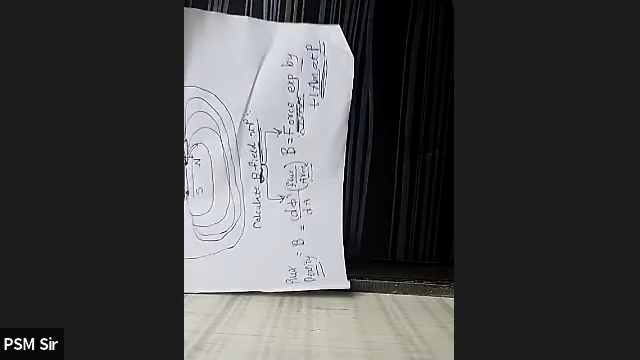 S N
Calculate B-field at P:
Flux Density = B = dφ/dA (flux/Area) B = Force exp by
+1 Am at P
PSM Sir